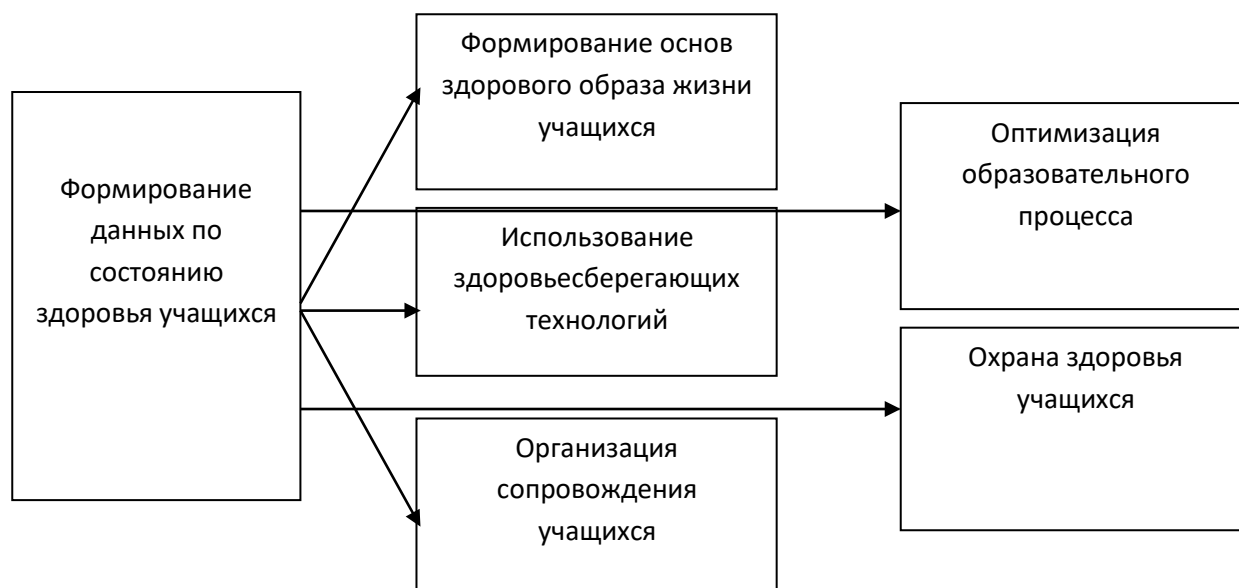 Формирование
данных по
состоянию
здоровья учащихся
Формирование основ
здорового образа жизни
учащихся
Использование
здоровьесберегающих
технологий
Организация
сопровождения
учащихся
Оптимизация
образовательного
процесса
Охрана здоровья
учащихся